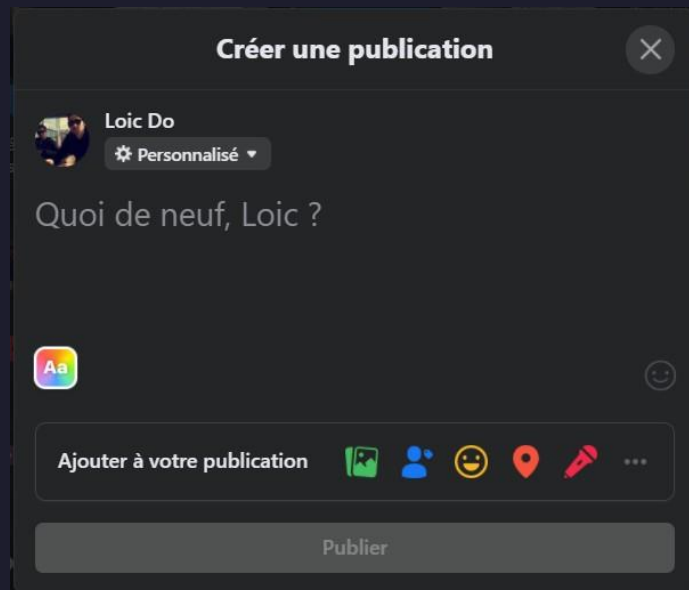 Créer une publication
Loic Do
Personnalisé
Quoi de neuf, Loic ?
Aa
Ajouter à votre publication
Publier